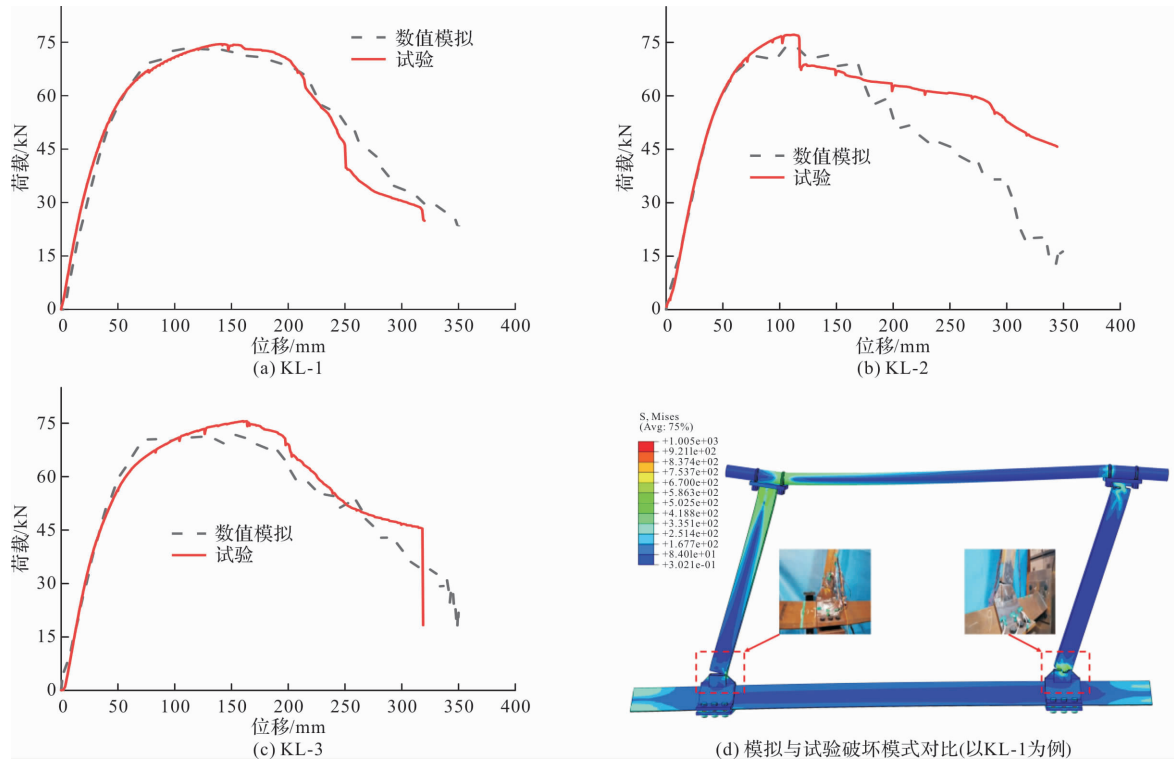 75
60
45
30
15
0
荷载/kN
数值模拟
试验
0 50 100 150 200 250 300 350 400
位移/mm
(a) KL-1
75
60
45
30
15
0
荷载/kN
数值模拟
试验
0 50 100 150 200 250 300 350 400
位移/mm
(b) KL-2
75
60
45
30
15
0
荷载/kN
数值模拟
试验
0 50 100 150 200 250 300 350 400
位移/mm
(c) KL-3
S, Mises
(Avg: 75%)
+1.005e+03
+9.211e+02
+8.374e+02
+7.537e+02
+6.700e+02
+5.863e+02
+5.025e+02
+4.188e+02
+3.351e+02
+2.514e+02
+1.677e+02
+8.401e+01
+3.021e-01
(d) 模拟与试验破坏模式对比(以KL-1为例)